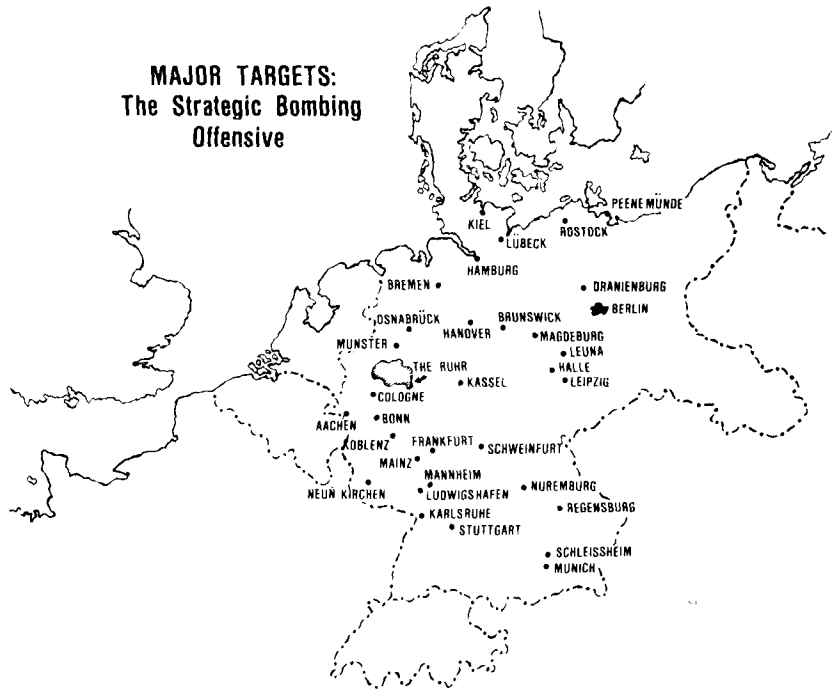 MAJOR TARGETS:
The Strategic Bombing
Offensive
PEENEMÜNDE
KIEL
ROSTOCK
LÜBECK
HAMBURG
BREMEN
ORANIENBURG
BERLIN
OSNABRÜCK
HANOVER
BRUNSWICK
MAGDEBURG
MUNSTER
LEUNA
THE RUHR
HALLE
KASSEL
LEIPZIG
COLOGNE
AACHEN
BONN
KOBLENZ
FRANKFURT
SCHWEINFURT
MAINZ
MANNHEIM
NEUN KIRCHEN
LUDWIGSHAFEN
NUREMBURG
REGENSBURG
KARLSRUHE
STUTTGART
SCHLEISSHEIM
MUNICH